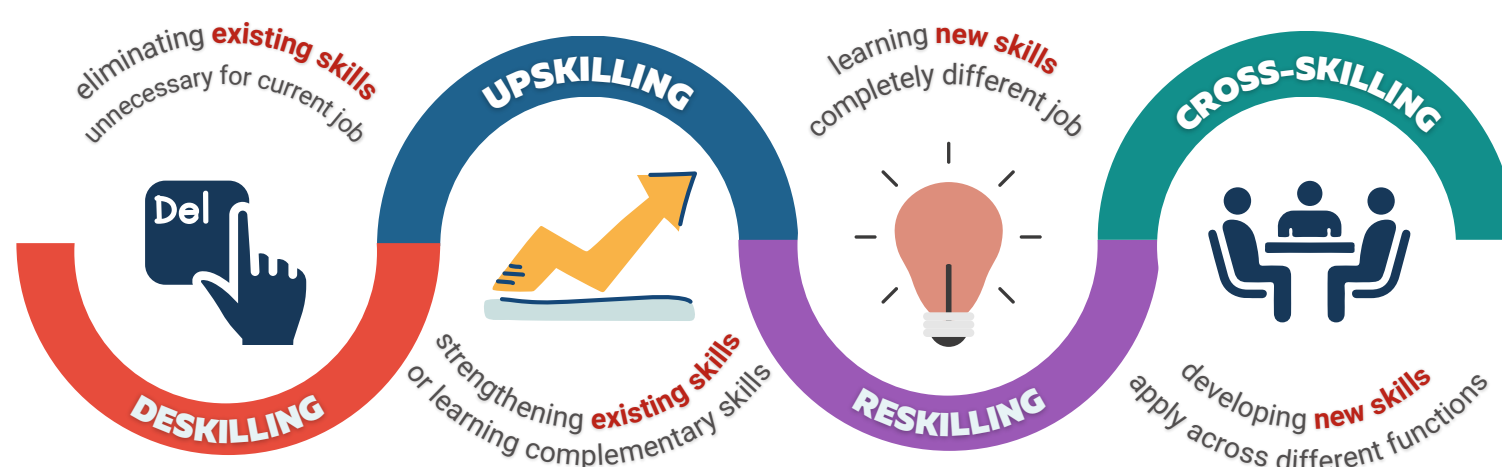 eliminating existing skills
unnecessary for current job
Del
DESKILLING
UPSKILLING
strengthening existing skills
or learning complementary skills
learning new skills
completely different job
RESKILLING
CROSS-SKILLING
developing new skills
apply across different functions